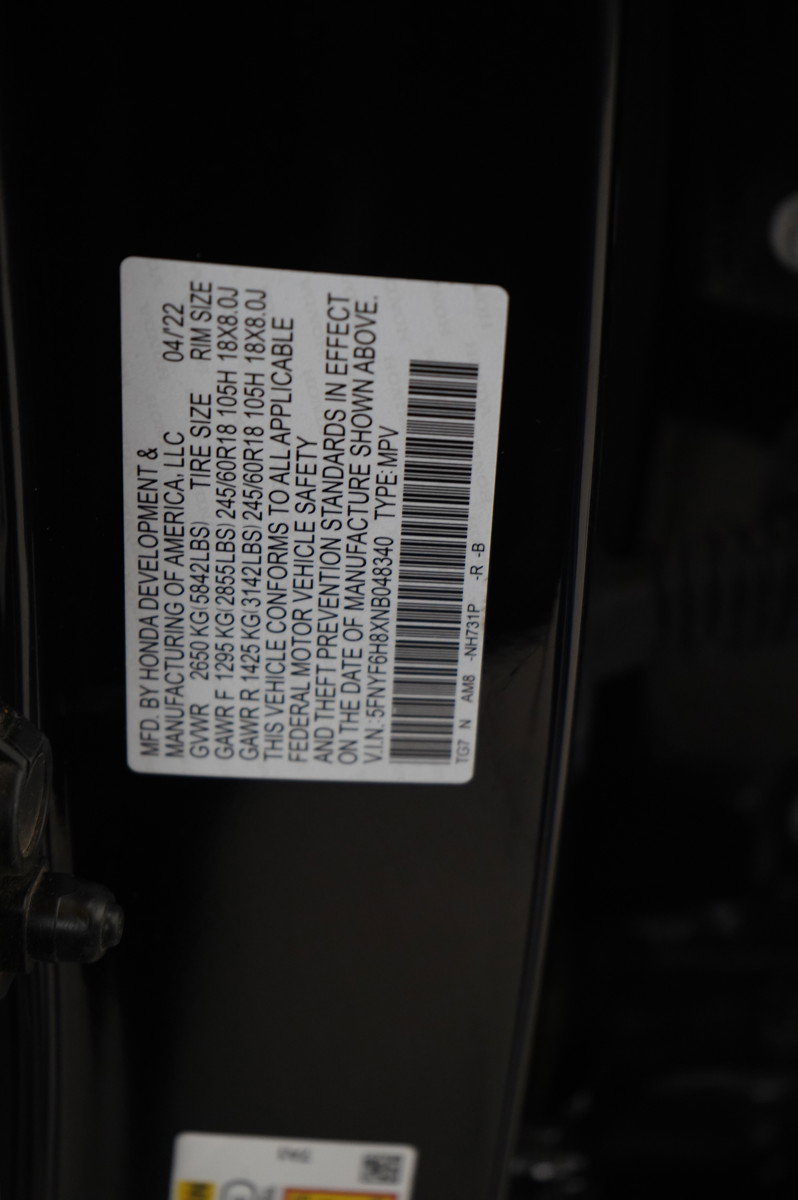 MFD. BY HONDA DEVELOPMENT &
MANUFACTURING OF AMERICA, LLC 04/22
GVWR 2650 KG(5842LBS) TIRE SIZE RIM SIZE
GAWR F 1295 KG(2855LBS) 245/60R18 105H 18X8.0J
GAWR R 1425 KG(3142LBS) 245/60R18 105H 18X8.0J
THIS VEHICLE CONFORMS TO ALL APPLICABLE
FEDERAL MOTOR VEHICLE SAFETY
AND THEFT PREVENTION STANDARDS IN EFFECT
ON THE DATE OF MANUFACTURE SHOWN ABOVE.
V.I.N.:5FNYF6H8XNB048340 TYPE:MPV
TG7 N AM8 -NH731P -R -B